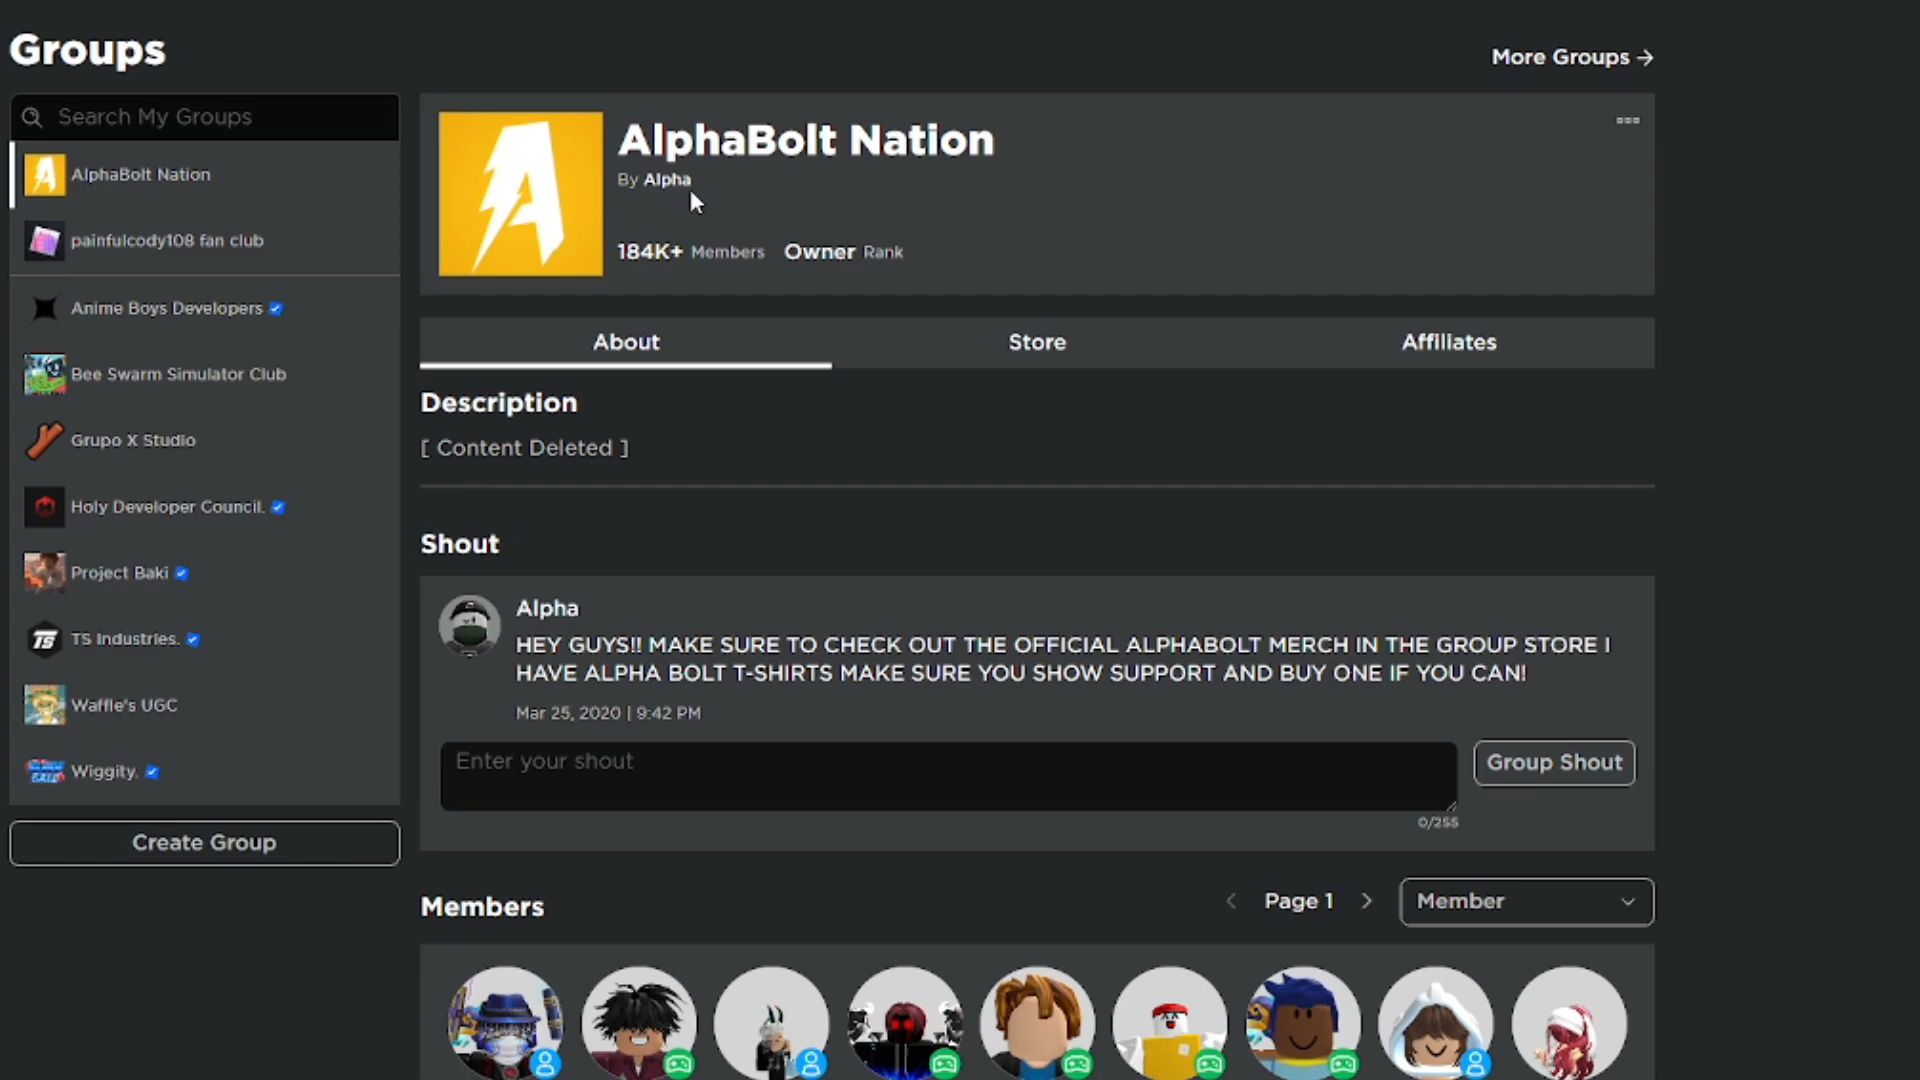 Groups
More Groups →
Search My Groups
AlphaBolt Nation
painfulcody108 fan club
Anime Boys Developers
Bee Swarm Simulator Club
Grupo X Studio
Holy Developer Council.
Project Baki
TS Industries.
Waffle's UGC
Wiggity.
Create Group
AlphaBolt Nation
By Alpha
184K+ Members Owner Rank
About Store Affiliates
Description
[ Content Deleted ]
Shout
Alpha
HEY GUYS!! MAKE SURE TO CHECK OUT THE OFFICIAL ALPHABOLT MERCH IN THE GROUP STORE I
HAVE ALPHA BOLT T-SHIRTS MAKE SURE YOU SHOW SUPPORT AND BUY ONE IF YOU CAN!
Mar 25, 2020 | 9:42 PM
Enter your shout
Group Shout
0/255
Members
Page 1
Member